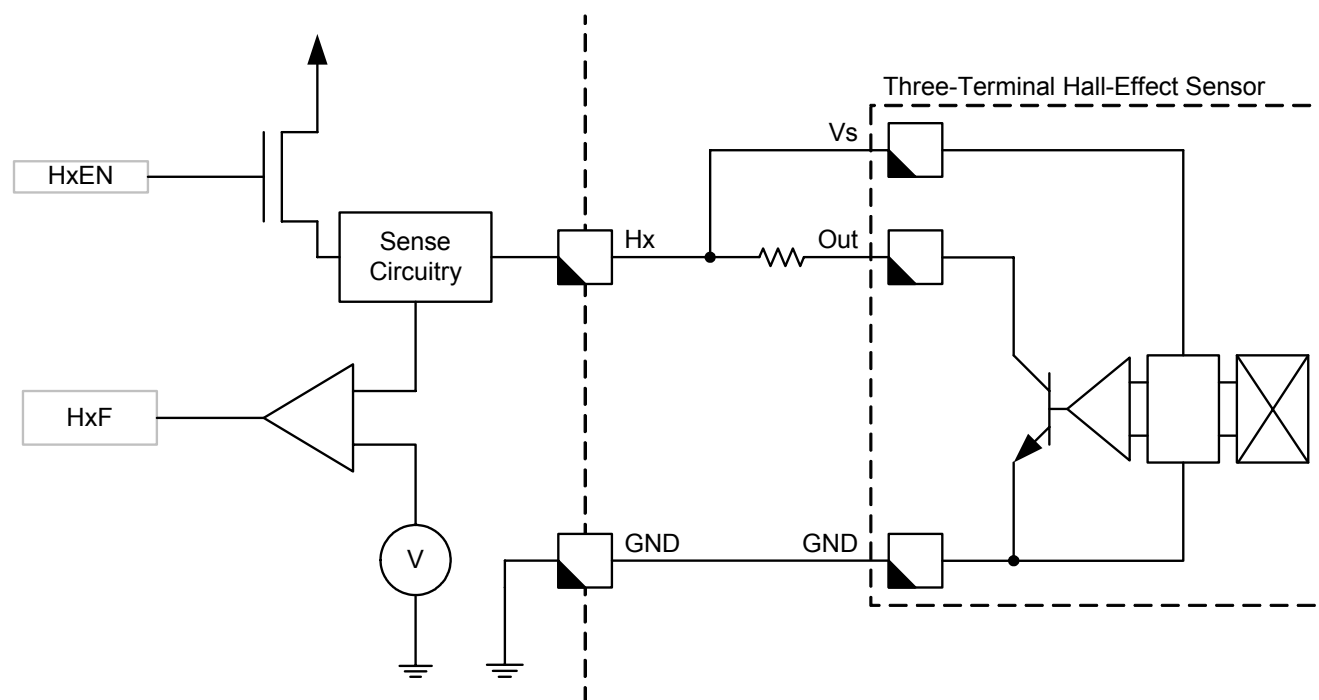 Three-Terminal Hall-Effect Sensor
Vs
HxEN
Sense
Circuitry
Hx
Out
HxF
GND
GND
V